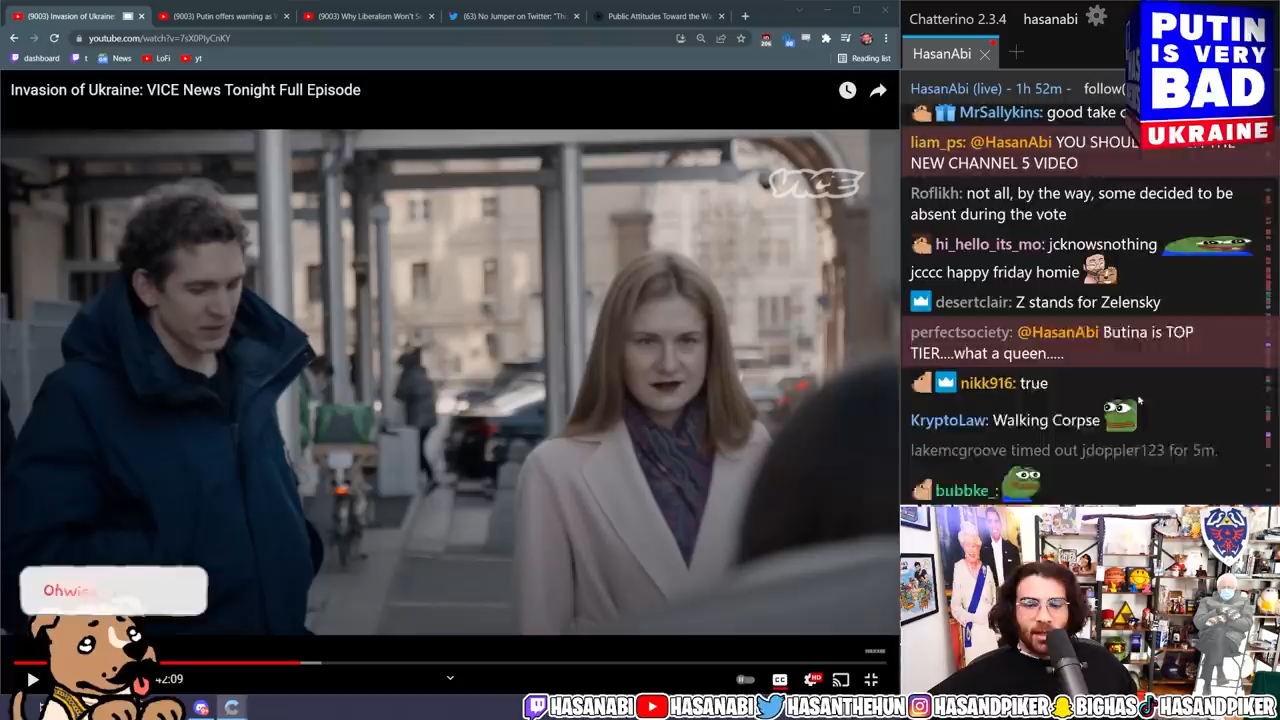 (9003) Invasion of Ukraine:
(9003) Putin offers warning as
(9003) Why Liberalism Won't S
(63) No Jumper on Twitter: "Th
Public Attitudes Toward the Wa
youtube.com/watch?v=7sX0PlyCnKY
dashboard
t
News
LoFi
yt
Reading list
Invasion of Ukraine: VICE News Tonight Full Episode
VICE
42:09
HD
Chatterino 2.3.4
hasanabi
HasanAbi
HasanAbi (live) - 1h 52m -
follow(
MrSallykins: good take
liam_ps: @HasanAbi YOU
NEW CHANNEL 5 VIDEO
Roflikh: not all, by the way, some decided to be
absent during the vote
hi_hello_its_mo: jcknowsnothing
jcccc happy friday homie
desertclair: Z stands for Zelensky
perfectsociety: @HasanAbi Butina is TOP
TIER....what a queen.....
nikk916: true
KryptoLaw: Walking Corpse
lakemcgroove timed out jdoppler123 for 5m.
bubbke_:
PUTIN
IS VERY
BAD
UKRAINE
HASANABI
HASANABI
HASANTHEHUN
HASANDPIKER
BIGHAS
HASANDPIKER